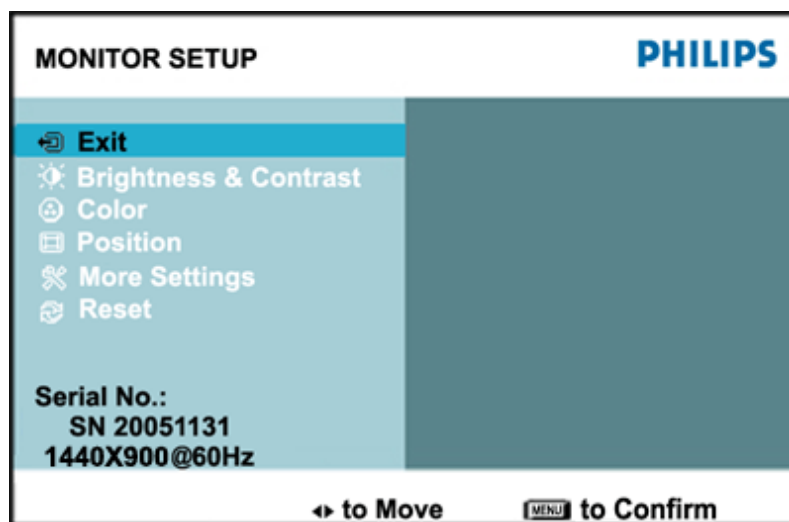 MONITOR SETUP PHILIPS
Exit
Brightness & Contrast
Color
Position
More Settings
Reset
Serial No.:
SN 20051131
1440X900@60Hz
to Move MENU to Confirm